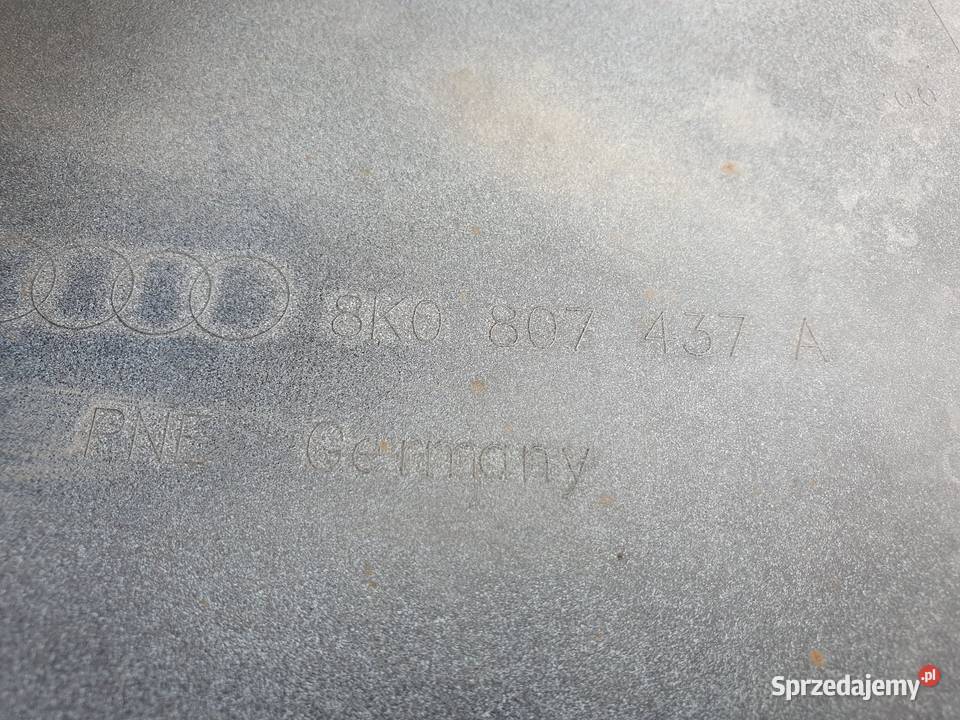 8K0 807 437 A
PNE Germany
Sprzedajemy.pl